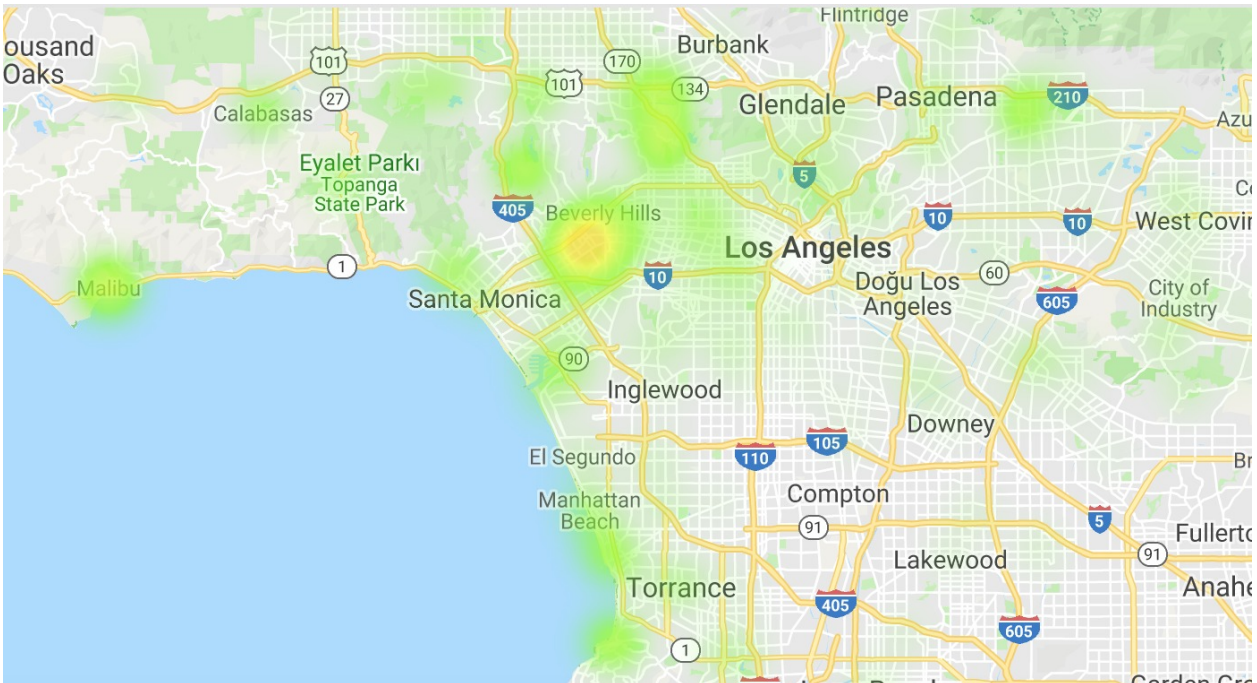 Flintridge
ousand
Oaks
Burbank
170
101
101
134
27
Glendale
Pasadena
210
Calabasas
Azu
Eyalet Parkı
Topanga
State Park
5
405
Beverly Hills
10
10
West Covin
Los Angeles
1
10
60
Malibu
Santa Monica
Doğu Los
Angeles
605
City of
Industry
90
Inglewood
Downey
El Segundo
110
105
Br
Manhattan
Beach
Compton
91
5
Fullerto
91
Lakewood
Torrance
Anahe
405
605
1
Garden Gro